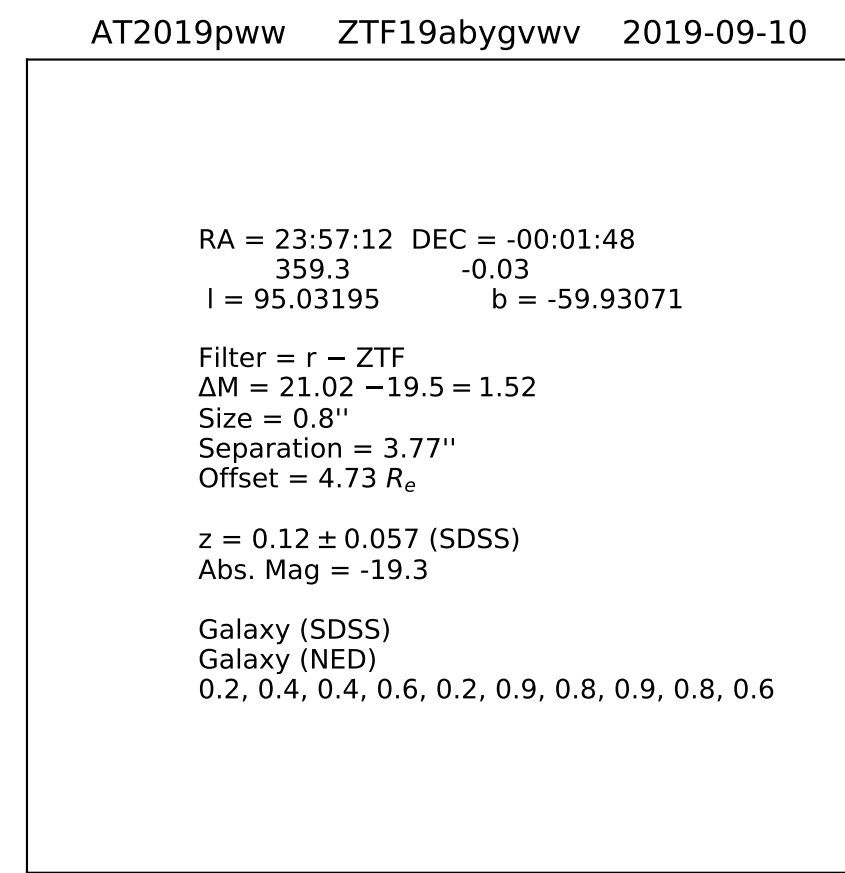 AT2019pww ZTF19abygvwv 2019-09-10
RA = 23:57:12 DEC = -00:01:48
359.3 -0.03
l = 95.03195 b = -59.93071
Filter = r − ZTF
ΔM = 21.02 −19.5 = 1.52
Size = 0.8''
Separation = 3.77''
Offset = 4.73 Re
z = 0.12 ± 0.057 (SDSS)
Abs. Mag = -19.3
Galaxy (SDSS)
Galaxy (NED)
0.2, 0.4, 0.4, 0.6, 0.2, 0.9, 0.8, 0.9, 0.8, 0.6